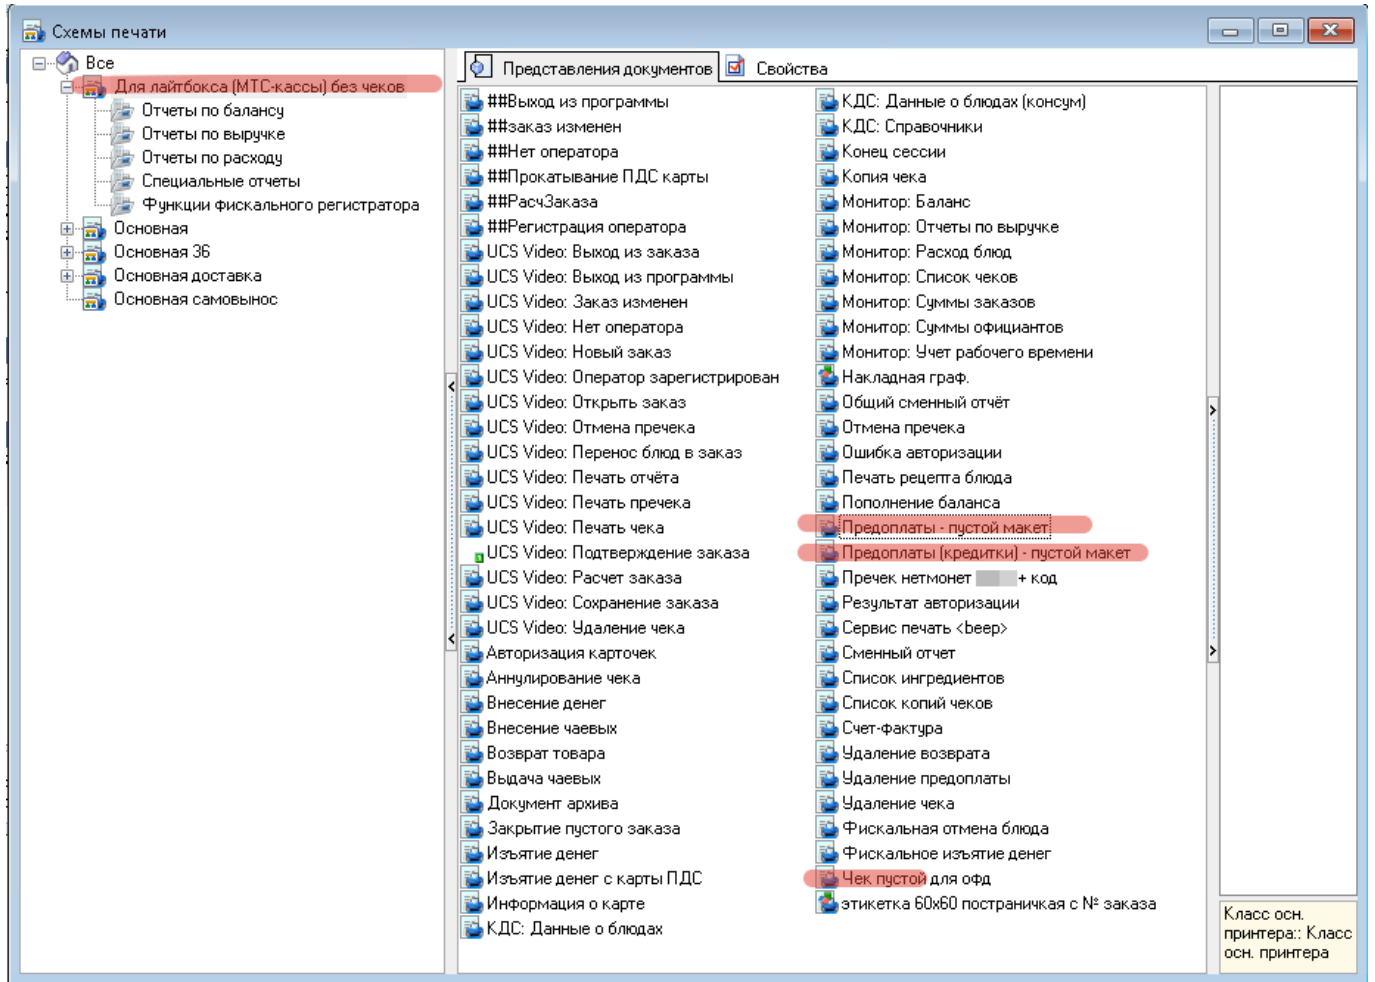 Схемы печати
Все
Для лайтбокса (МТС-кассы) без чеков
Отчеты по балансу
Отчеты по выручке
Отчеты по расходу
Специальные отчеты
Функции фискального регистратора
Основная
Основная 36
Основная доставка
Основная самовынос
Представления документов
Свойства
##Выход из программы
##заказ изменен
##Нет оператора
##Прокатывание ПДС карты
##РасчЗаказа
##Регистрация оператора
UCS Video: Выход из заказа
UCS Video: Выход из программы
UCS Video: Заказ изменен
UCS Video: Нет оператора
UCS Video: Новый заказ
UCS Video: Оператор зарегистрирован
UCS Video: Открыть заказ
UCS Video: Отмена пречека
UCS Video: Перенос блюд в заказ
UCS Video: Печать отчёта
UCS Video: Печать пречека
UCS Video: Печать чека
UCS Video: Подтверждение заказа
UCS Video: Расчет заказа
UCS Video: Сохранение заказа
UCS Video: Удаление чека
Авторизация карточек
Аннулирование чека
Внесение денег
Внесение чаевых
Возврат товара
Выдача чаевых
Документ архива
Закрытие пустого заказа
Изъятие денег
Изъятие денег с карты ПДС
Информация о карте
КДС: Данные о блюдах
КДС: Данные о блюдах (консум)
КДС: Справочники
Конец сессии
Копия чека
Монитор: Баланс
Монитор: Отчеты по выручке
Монитор: Расход блюд
Монитор: Список чеков
Монитор: Суммы заказов
Монитор: Суммы официантов
Монитор: Учет рабочего времени
Накладная граф.
Общий сменный отчёт
Отмена пречека
Ошибка авторизации
Печать рецепта блюда
Пополнение баланса
Предоплаты - пустой макет
Предоплаты (кредитки) - пустой макет
Пречек нетмонет + код
Результат авторизации
Сервис печать <beep>
Сменный отчет
Список ингредиентов
Список копий чеков
Счет-фактура
Удаление возврата
Удаление предоплаты
Удаление чека
Фискальная отмена блюда
Фискальное изъятие денег
Чек пустой для офд
этикетка 60x60 постраничкая с № заказа
Класс осн.
принтера:: Класс
осн. принтера